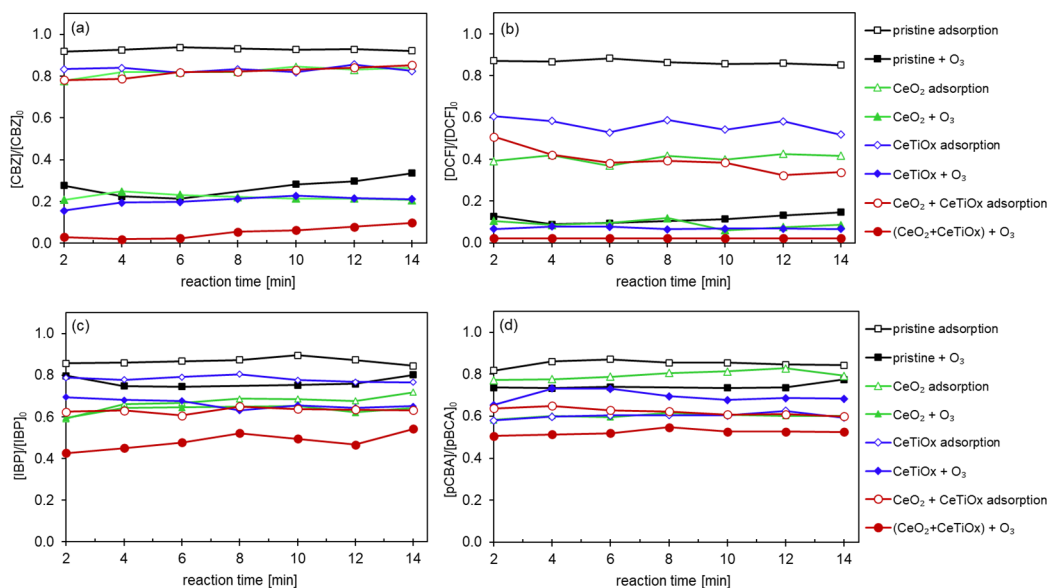 (a)
1.0
0.8
0.6
0.4
0.2
0.0
[CBZ]/[CBZ]0
2 4 6 8 10 12 14
reaction time [min]
(b)
1.0
0.8
0.6
0.4
0.2
0.0
[DCF]/[DCF]0
2 4 6 8 10 12 14
reaction time [min]
pristine adsorption
pristine + O3
CeO2 adsorption
CeO2 + O3
CeTiOx adsorption
CeTiOx + O3
CeO2 + CeTiOx adsorption
(CeO2+CeTiOx) + O3
(c)
1.0
0.8
0.6
0.4
0.2
0.0
[IBP]/[IBP]0
2 4 6 8 10 12 14
reaction time [min]
(d)
1.0
0.8
0.6
0.4
0.2
0.0
[pCBA]/[pBCA]0
2 4 6 8 10 12 14
reaction time [min]
pristine adsorption
pristine + O3
CeO2 adsorption
CeO2 + O3
CeTiOx adsorption
CeTiOx + O3
CeO2 + CeTiOx adsorption
(CeO2+CeTiOx) + O3